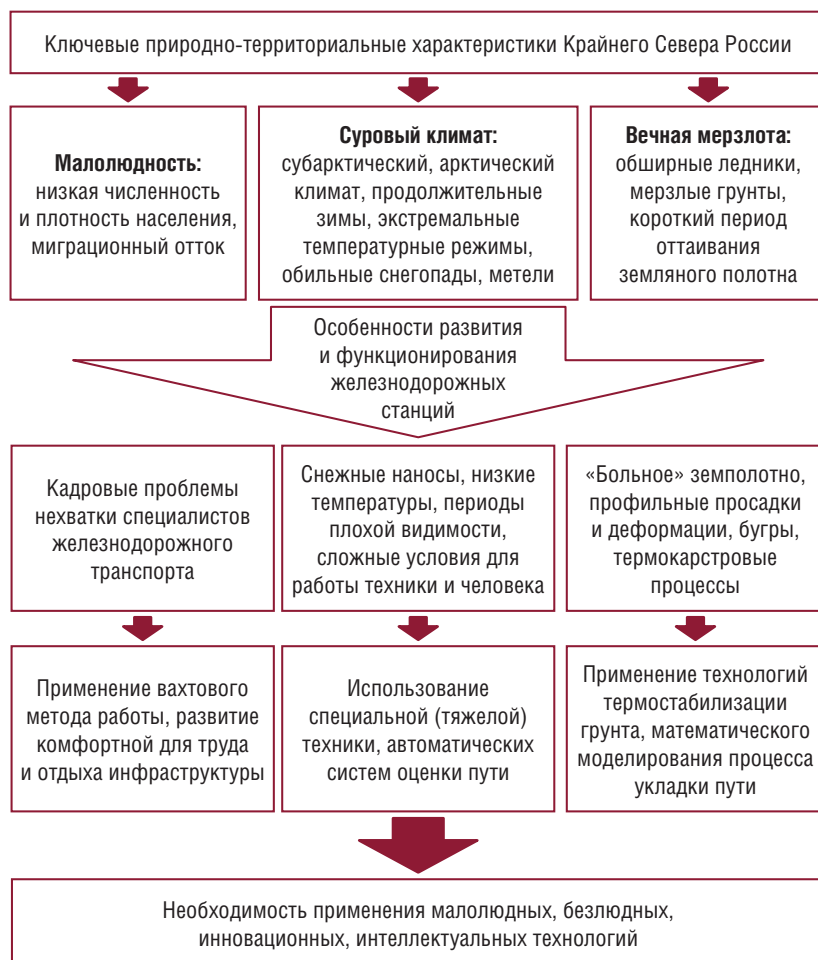 Ключевые природно-территориальные характеристики Крайнего Севера России
Малолюдность:
низкая численность
и плотность населения,
миграционный отток
Суровый климат:
субарктический, арктический
климат, продолжительные
зимы, экстремальные
температурные режимы,
обильные снегопады, метели
Вечная мерзлота:
обширные ледники,
мерзлые грунты,
короткий период
оттаивания
земляного полотна
Особенности развития
и функционирования
железнодорожных
станций
Кадровые проблемы
нехватки специалистов
железнодорожного
транспорта
Снежные наносы, низкие
температуры, периоды
плохой видимости,
сложные условия для
работы техники и человека
«Больное» земполотно,
профильные просадки
и деформации, бугры,
термокарстровые
процессы
Применение вахтового
метода работы, развитие
комфортной для труда
и отдыха инфраструктуры
Использование
специальной (тяжелой)
техники, автоматических
систем оценки пути
Применение технологий
термостабилизации
грунта, математического
моделирования процесса
укладки пути
Необходимость применения малолюдных, безлюдных,
инновационных, интеллектуальных технологий